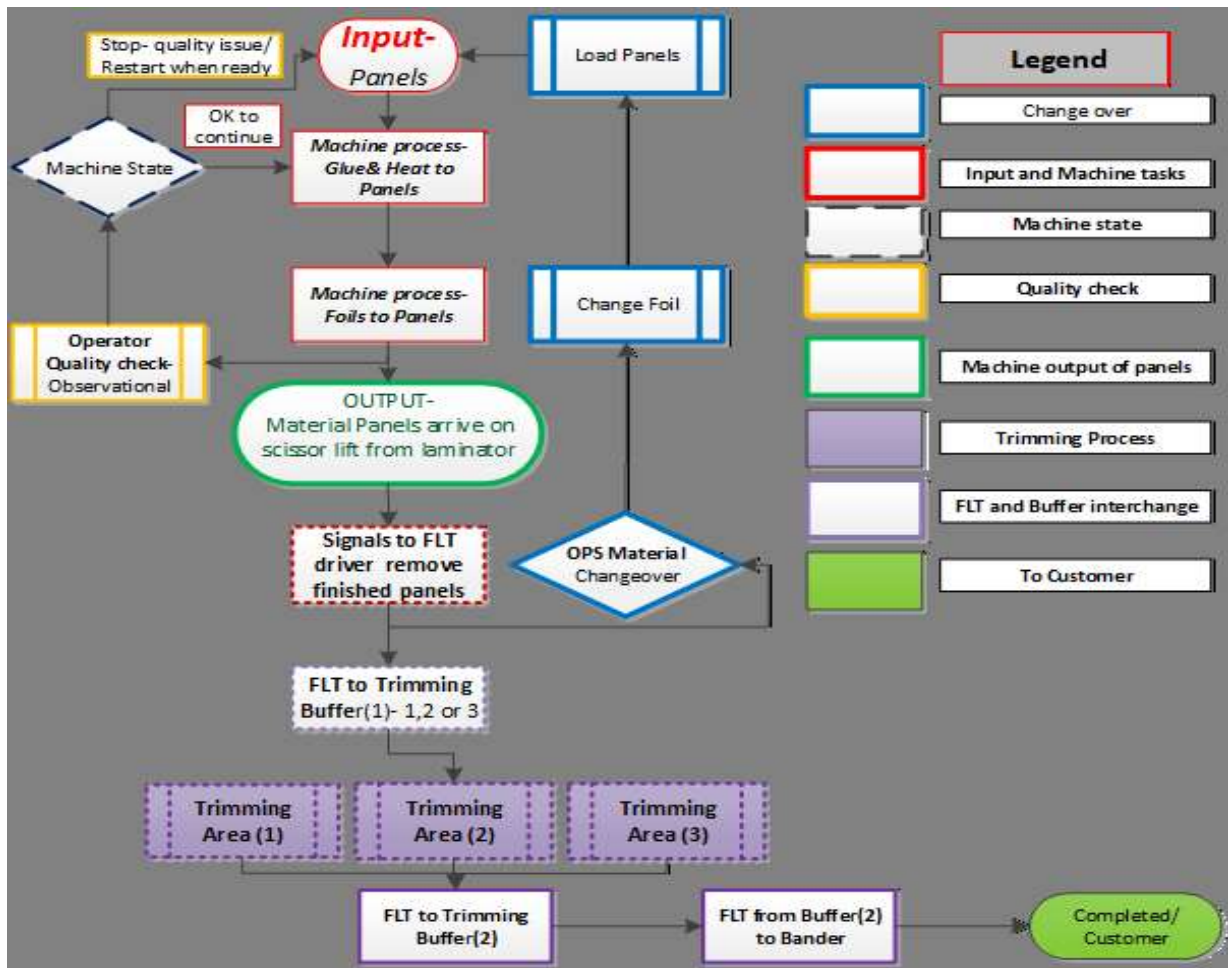 Stop- quality issue/
Restart when ready
Input-
Panels
Load Panels
OK to
continue
Machine State
Machine process-
Glue& Heat to
Panels
Machine process-
Foils to Panels
Change Foil
Operator
Quality check-
Observational
OUTPUT-
Material Panels arrive on
scissor lift from laminator
Signals to FLT
driver remove
finished panels
OPS Material
Changeover
FLT to Trimming
Buffer(1)- 1,2 or 3
Trimming
Area (1)
Trimming
Area (2)
Trimming
Area (3)
FLT to Trimming
Buffer(2)
FLT from Buffer(2)
to Bander
Completed/
Customer
Legend
Change over
Input and Machine tasks
Machine state
Quality check
Machine output of panels
Trimming Process
FLT and Buffer interchange
To Customer